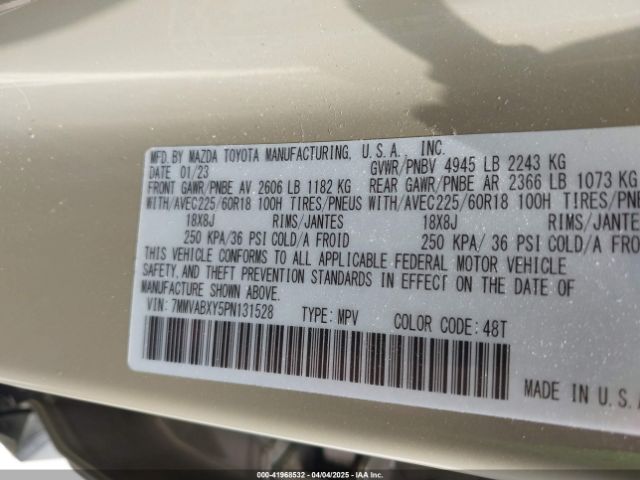 MFD. BY MAZDA TOYOTA MANUFACTURING, U.S.A., INC.
DATE 01/23 GVWR/PNBV 4945 LB 2243 KG
FRONT GAWR/PNBE AV. 2606 LB 1182 KG REAR GAWR/PNBE AR 2366 LB 1073 KG
WITH/AVEC225/60R18 100H TIRES/PNEUS WITH/AVEC225/60R18 100H TIRES/PNE
18X8J RIMS/JANTES 18X8J RIMS/JANTES
250 KPA/36 PSI COLD/A FROID 250 KPA/ 36 PSI COLD/A FROID
THIS VEHICLE CONFORMS TO ALL APPLICABLE FEDERAL MOTOR VEHICLE
SAFETY, AND THEFT PREVENTION STANDARDS IN EFFECT ON THE DATE OF
MANUFACTURE SHOWN ABOVE.
VIN: 7MMVABXY5PN131528 TYPE: MPV COLOR CODE: 48T
MADE IN U.S.A
000-41968532 - 04/04/2025 - IAA Inc.